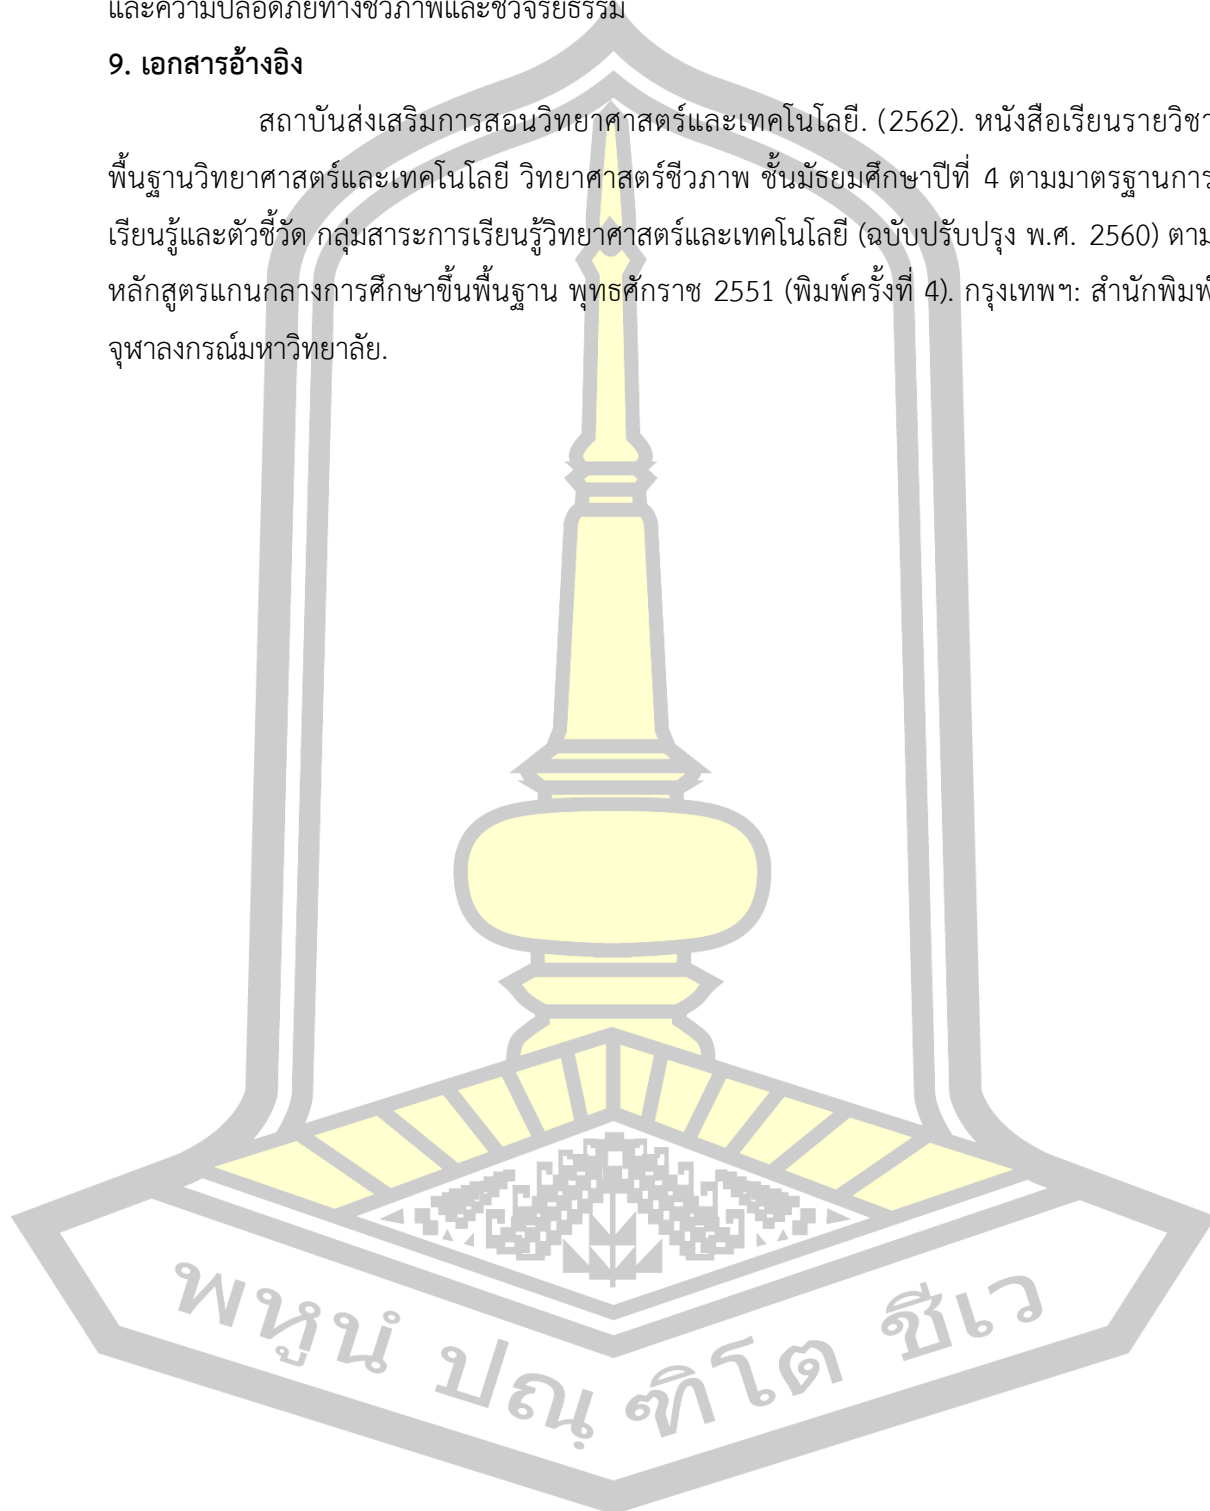 และความปลอดภัยทางชีวภาพและชีวจริยธรรม
9. เอกสารอ้างอิง
สถาบันส่งเสริมการสอนวิทยาศาสตร์และเทคโนโลยี. (2562). หนังสือเรียนรายวิชา
พื้นฐานวิทยาศาสตร์และเทคโนโลยี วิทยาศาสตร์ชีวภาพ ชั้นมัธยมศึกษาปีที่ 4 ตามมาตรฐานการ
เรียนรู้และตัวชี้วัด กลุ่มสาระการเรียนรู้วิทยาศาสตร์และเทคโนโลยี (ฉบับปรับปรุง พ.ศ. 2560) ตาม
หลักสูตรแกนกลางการศึกษาขึ้นพื้นฐาน พุทธศักราช 2551 (พิมพ์ครั้งที่ 4). กรุงเทพฯ: สำนักพิมพ์
จุฬาลงกรณ์มหาวิทยาลัย.
พหูนํ ปณฺ ฑิโต ชีเว